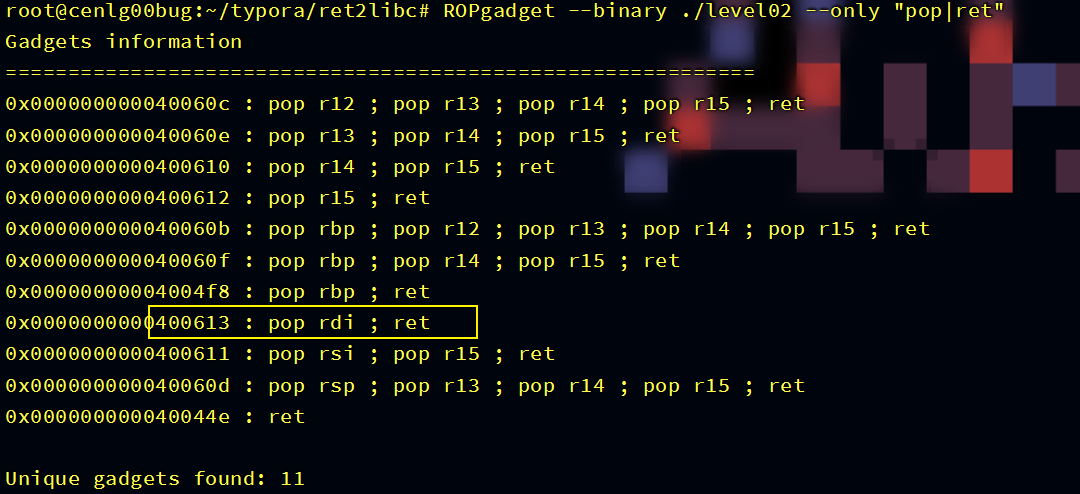 root@cenlg00bug:~/typora/ret2libc# ROPgadget --binary ./level02 --only "pop|ret"
Gadgets information
============================================================
0x000000000040060c : pop r12 ; pop r13 ; pop r14 ; pop r15 ; ret
0x000000000040060e : pop r13 ; pop r14 ; pop r15 ; ret
0x0000000000400610 : pop r14 ; pop r15 ; ret
0x0000000000400612 : pop r15 ; ret
0x000000000040060b : pop rbp ; pop r12 ; pop r13 ; pop r14 ; pop r15 ; ret
0x000000000040060f : pop rbp ; pop r14 ; pop r15 ; ret
0x00000000004004f8 : pop rbp ; ret
0x0000000000400613 : pop rdi ; ret
0x0000000000400611 : pop rsi ; pop r15 ; ret
0x000000000040060d : pop rsp ; pop r13 ; pop r14 ; pop r15 ; ret
0x000000000040044e : ret
Unique gadgets found: 11